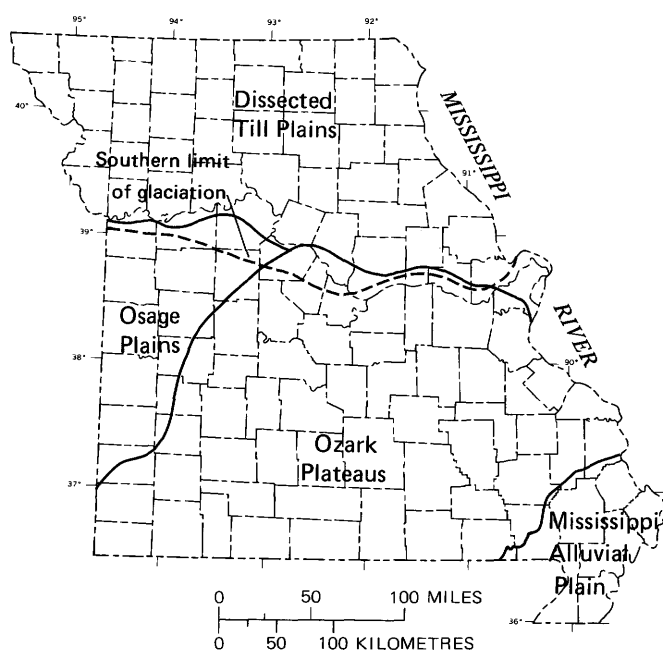 95°
94°
93°
92°
40°
Dissected
Till Plains
MISSISSIPPI
Southern limit
of glaciation
91°
39°
Osage
Plains
RIVER
38°
90°
Ozark
Plateaus
37°
Mississippi
Alluvial
Plain
0 50 100 MILES
0 50 100 KILOMETRES
36°